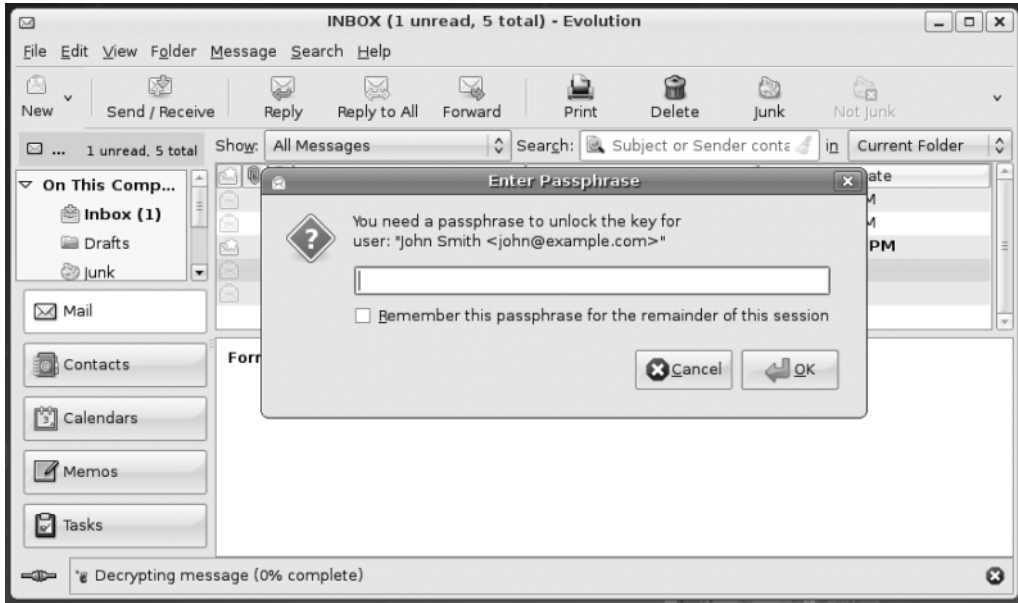 INBOX (1 unread, 5 total) - Evolution
File Edit View Folder Message Search Help
New Send / Receive Reply Reply to All Forward Print Delete Junk Not Junk
... 1 unread, 5 total Show: All Messages Search: Subject or Sender conta in Current Folder
On This Comp...
Inbox (1)
Drafts
Junk
ate
M
M
PM
Enter Passphrase
You need a passphrase to unlock the key for
user: "John Smith <john@example.com>"
Remember this passphrase for the remainder of this session
Cancel OK
Mail
Contacts
Forr
Calendars
Memos
Tasks
Decrypting message (0% complete)